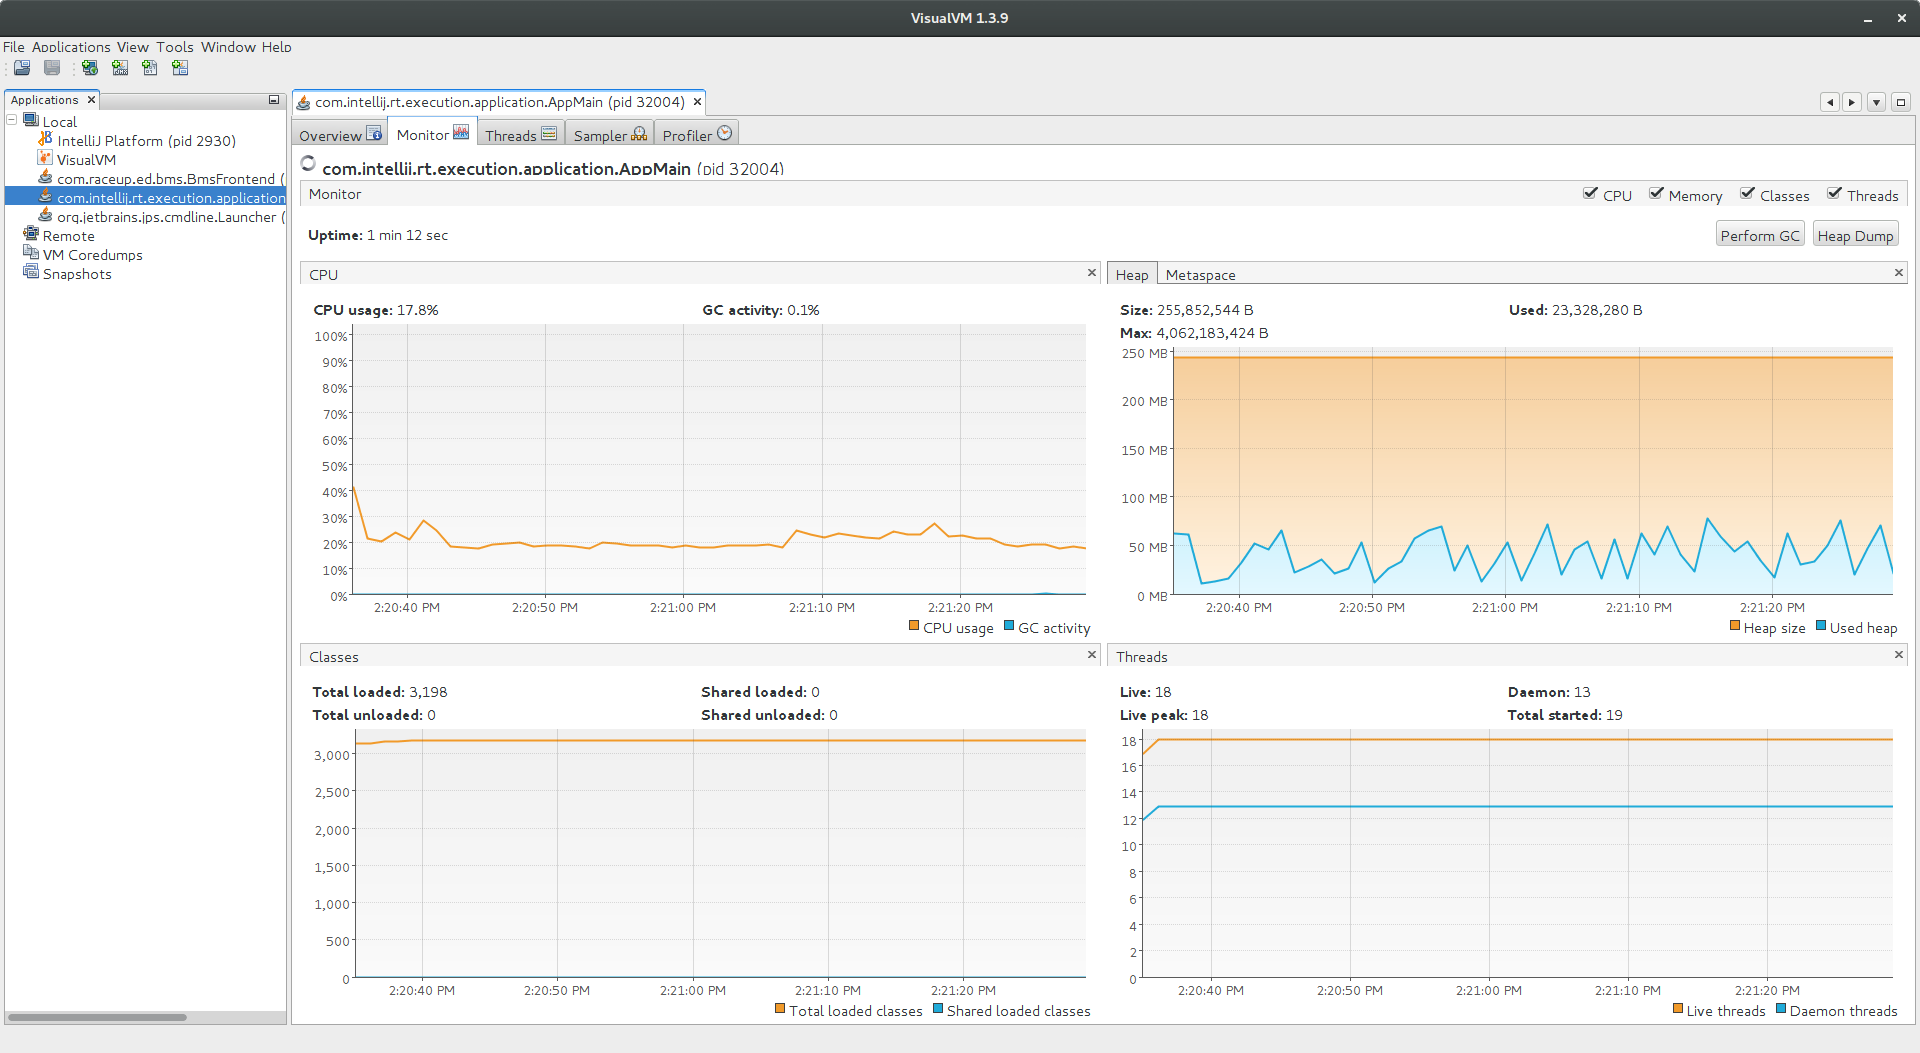 VisualVM 1.3.9
File Applications View Tools Window Help
Applications
Local
IntelliJ Platform (pid 2930)
VisualVM
com.raceup.ed.bms.BmsFrontend (
com.intellij.rt.execution.application
org.jetbrains.jps.cmdline.Launcher (
Remote
VM Coredumps
Snapshots
com.intellij.rt.execution.application.AppMain (pid 32004)
Overview Monitor Threads Sampler Profiler
com.intellij.rt.execution.application.AppMain (pid 32004)
Monitor CPU Memory Classes Threads
Uptime: 1 min 12 sec Perform GC Heap Dump
CPU
CPU usage: 17.8% GC activity: 0.1%
100%
90%
80%
70%
60%
50%
40%
30%
20%
10%
0%
2:20:40 PM 2:20:50 PM 2:21:00 PM 2:21:10 PM 2:21:20 PM
CPU usage GC activity
Heap Metaspace
Size: 255,852,544 B Used: 23,328,280 B
Max: 4,062,183,424 B
250 MB
200 MB
150 MB
100 MB
50 MB
0 MB
2:20:40 PM 2:20:50 PM 2:21:00 PM 2:21:10 PM 2:21:20 PM
Heap size Used heap
Classes
Total loaded: 3,198 Shared loaded: 0
Total unloaded: 0 Shared unloaded: 0
3,000
2,500
2,000
1,500
1,000
500
0
2:20:40 PM 2:20:50 PM 2:21:00 PM 2:21:10 PM 2:21:20 PM
Total loaded classes Shared loaded classes
Threads
Live: 18 Daemon: 13
Live peak: 18 Total started: 19
18
16
14
12
10
8
6
4
2
0
2:20:40 PM 2:20:50 PM 2:21:00 PM 2:21:10 PM 2:21:20 PM
Live threads Daemon threads